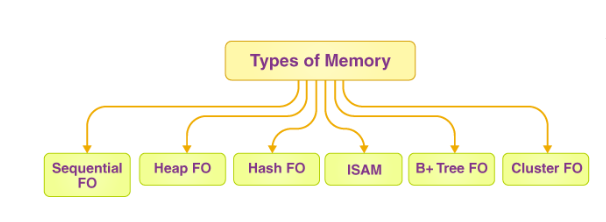 Types of Memory
Sequential
FO
Heap FO
Hash FO
ISAM
B+ Tree FO
Cluster FO